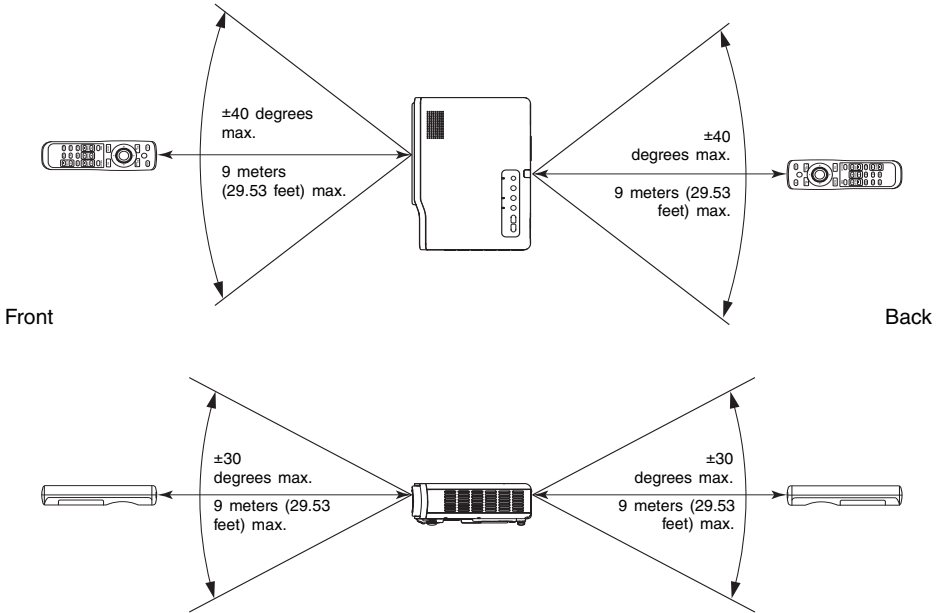 ±40 degrees
max.
9 meters
(29.53 feet) max.
±40
degrees max.
9 meters (29.53
feet) max.
Front
Back
±30
degrees max.
9 meters (29.53
feet) max.
±30
degrees max.
9 meters (29.53
feet) max.